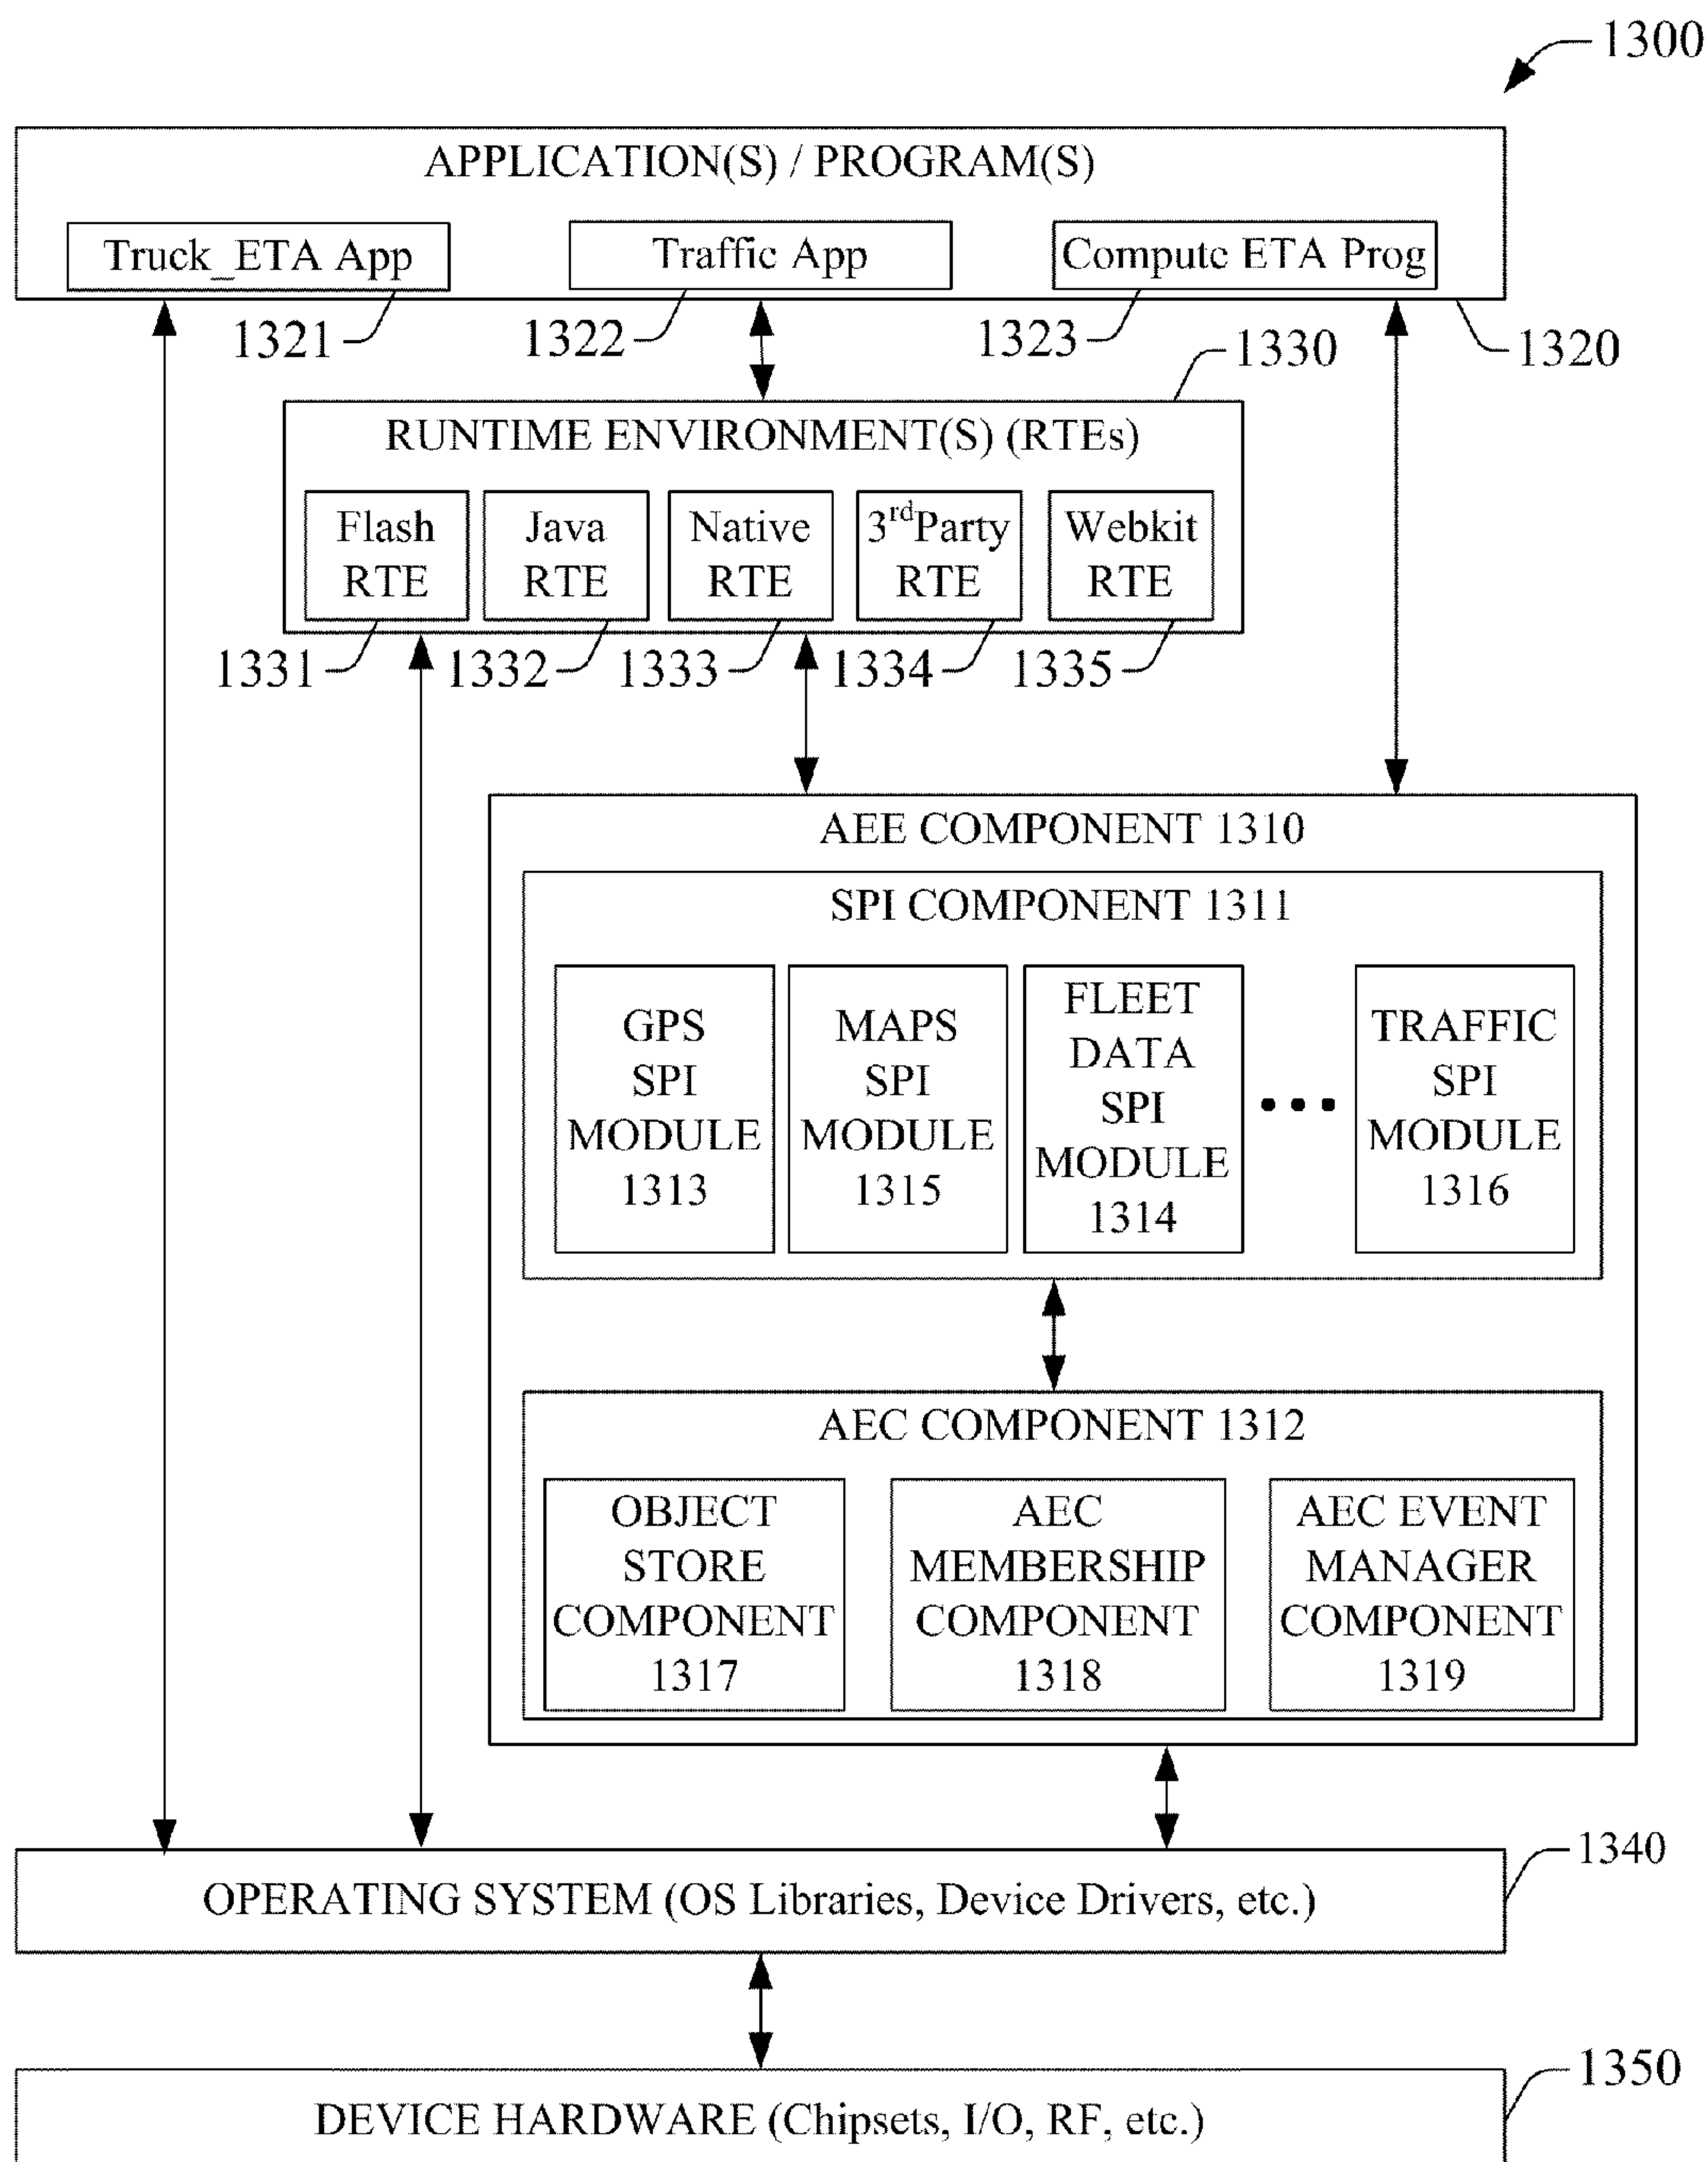 1300
APPLICATION(S) / PROGRAM(S)
Truck_ETA App
Traffic App
Compute ETA Prog
1321
1322
1323
1320
1330
RUNTIME ENVIRONMENT(S) (RTEs)
Flash
RTE
Java
RTE
Native
RTE
3rdParty
RTE
Webkit
RTE
1331
1332
1333
1334
1335
AEE COMPONENT 1310
SPI COMPONENT 1311
GPS
SPI
MODULE
1313
MAPS
SPI
MODULE
1315
FLEET
DATA
SPI
MODULE
1314
•••
TRAFFIC
SPI
MODULE
1316
AEC COMPONENT 1312
OBJECT
STORE
COMPONENT
1317
AEC
MEMBERSHIP
COMPONENT
1318
AEC EVENT
MANAGER
COMPONENT
1319
1340
OPERATING SYSTEM (OS Libraries, Device Drivers, etc.)
1350
DEVICE HARDWARE (Chipsets, I/O, RF, etc.)